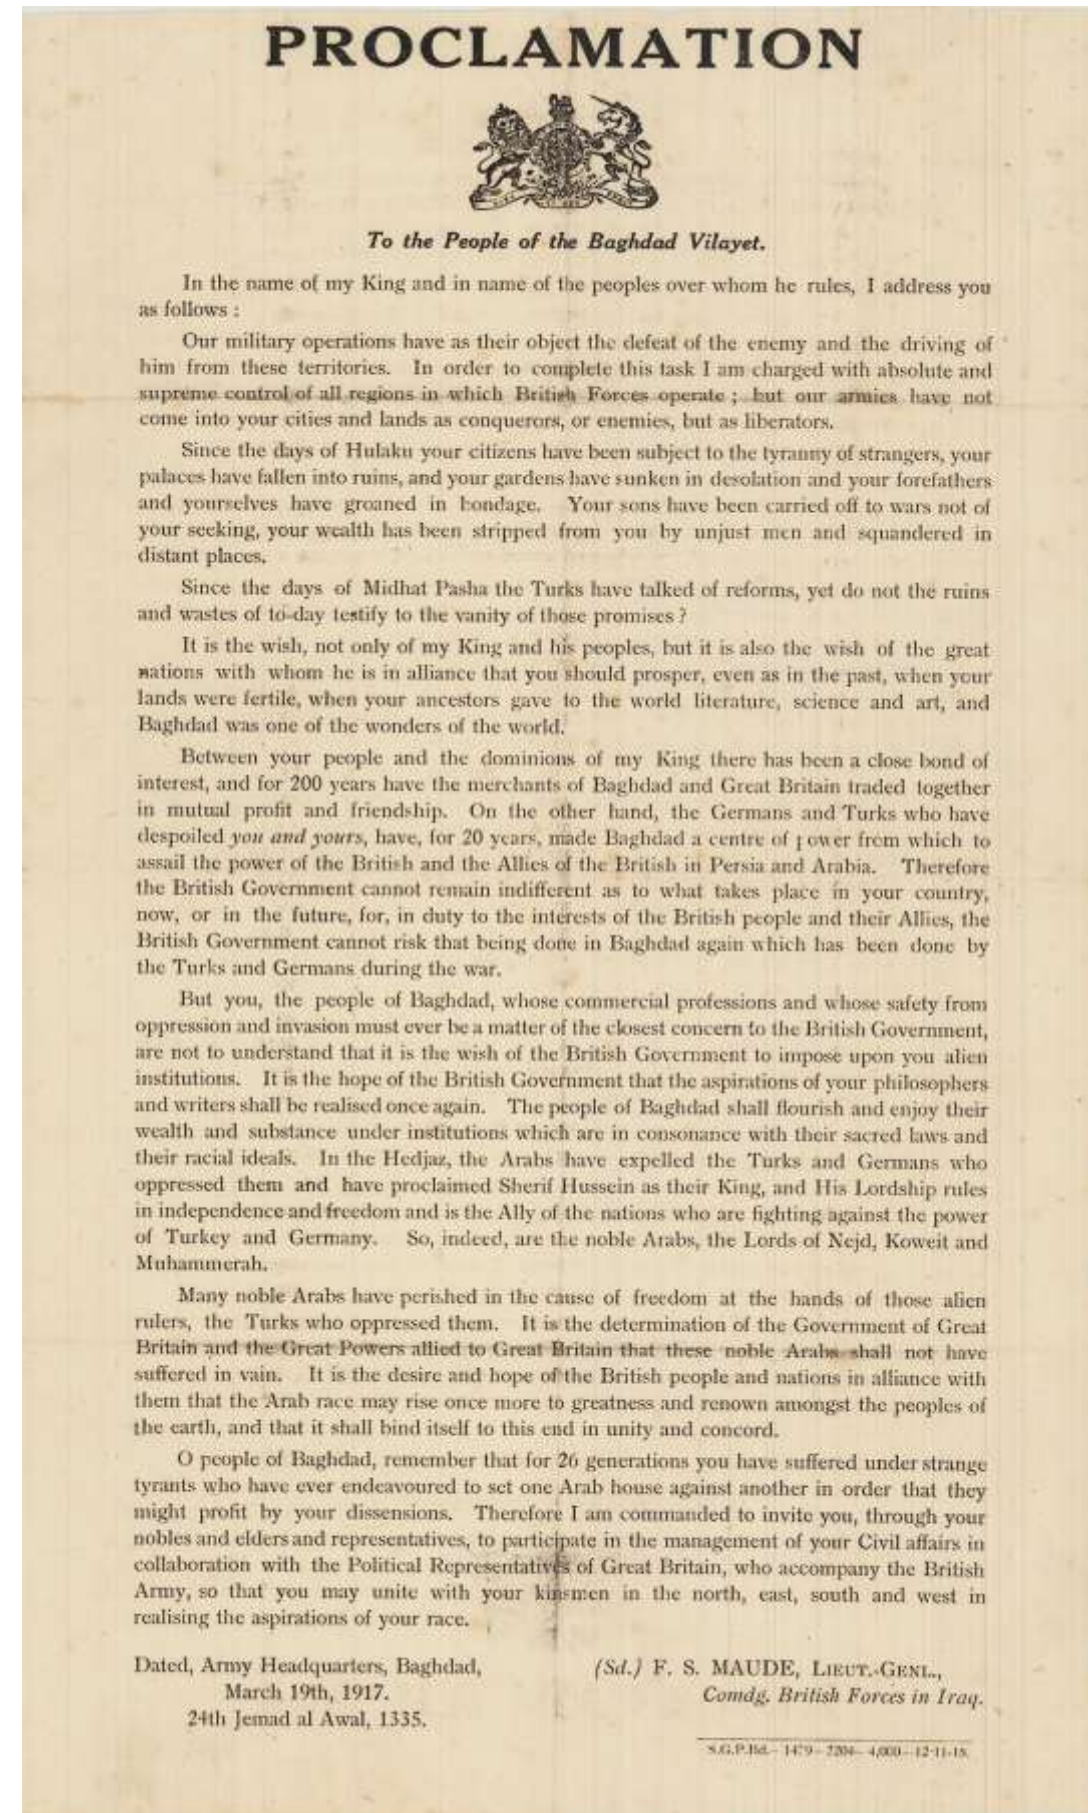 PROCLAMATION
To the People of the Baghdad Vilayet.
In the name of my King and in name of the peoples over whom he rules, I address you
as follows :
Our military operations have as their object the defeat of the enemy and the driving of
him from these territories. In order to complete this task I am charged with absolute and
supreme control of all regions in which British Forces operate ; but our armies have not
come into your cities and lands as conquerors, or enemies, but as liberators.
Since the days of Hulaku your citizens have been subject to the tyranny of strangers, your
palaces have fallen into ruins, and your gardens have sunken in desolation and your forefathers
and yourselves have groaned in bondage. Your sons have been carried off to wars not of
your seeking, your wealth has been stripped from you by unjust men and squandered in
distant places.
Since the days of Midhat Pasha the Turks have talked of reforms, yet do not the ruins
and wastes of to-day testify to the vanity of those promises ?
It is the wish, not only of my King and his peoples, but it is also the wish of the great
nations with whom he is in alliance that you should prosper, even as in the past, when your
lands were fertile, when your ancestors gave to the world literature, science and art, and
Baghdad was one of the wonders of the world.
Between your people and the dominions of my King there has been a close bond of
interest, and for 200 years have the merchants of Baghdad and Great Britain traded together
in mutual profit and friendship. On the other hand, the Germans and Turks who have
despoiled you and yours, have, for 20 years, made Baghdad a centre of power from which to
assail the power of the British and the Allies of the British in Persia and Arabia. Therefore
the British Government cannot remain indifferent as to what takes place in your country,
now, or in the future, for, in duty to the interests of the British people and their Allies, the
British Government cannot risk that being done in Baghdad again which has been done by
the Turks and Germans during the war.
But you, the people of Baghdad, whose commercial professions and whose safety from
oppression and invasion must ever be a matter of the closest concern to the British Government,
are not to understand that it is the wish of the British Government to impose upon you alien
institutions. It is the hope of the British Government that the aspirations of your philosophers
and writers shall be realised once again. The people of Baghdad shall flourish and enjoy their
wealth and substance under institutions which are in consonance with their sacred laws and
their racial ideals. In the Hedjaz, the Arabs have expelled the Turks and Germans who
oppressed them and have proclaimed Sherif Hussein as their King, and His Lordship rules
in independence and freedom and is the Ally of the nations who are fighting against the power
of Turkey and Germany. So, indeed, are the noble Arabs, the Lords of Nejd, Koweit and
Muhammerah.
Many noble Arabs have perished in the cause of freedom at the hands of those alien
rulers, the Turks who oppressed them. It is the determination of the Government of Great
Britain and the Great Powers allied to Great Britain that these noble Arabs shall not have
suffered in vain. It is the desire and hope of the British people and nations in alliance with
them that the Arab race may rise once more to greatness and renown amongst the peoples of
the earth, and that it shall bind itself to this end in unity and concord.
O people of Baghdad, remember that for 26 generations you have suffered under strange
tyrants who have ever endeavoured to set one Arab house against another in order that they
might profit by your dissensions. Therefore I am commanded to invite you, through your
nobles and elders and representatives, to participate in the management of your Civil affairs in
collaboration with the Political Representatives of Great Britain, who accompany the British
Army, so that you may unite with your kinsmen in the north, east, south and west in
realising the aspirations of your race.
Dated, Army Headquarters, Baghdad,
March 19th, 1917.
24th Jemad al Awal, 1335.
(Sd.) F. S. MAUDE, LIEUT.-GENL.,
Comdg. British Forces in Iraq.
S.G.P.Bd.— 1479— 2204— 4,000—12-11-15.